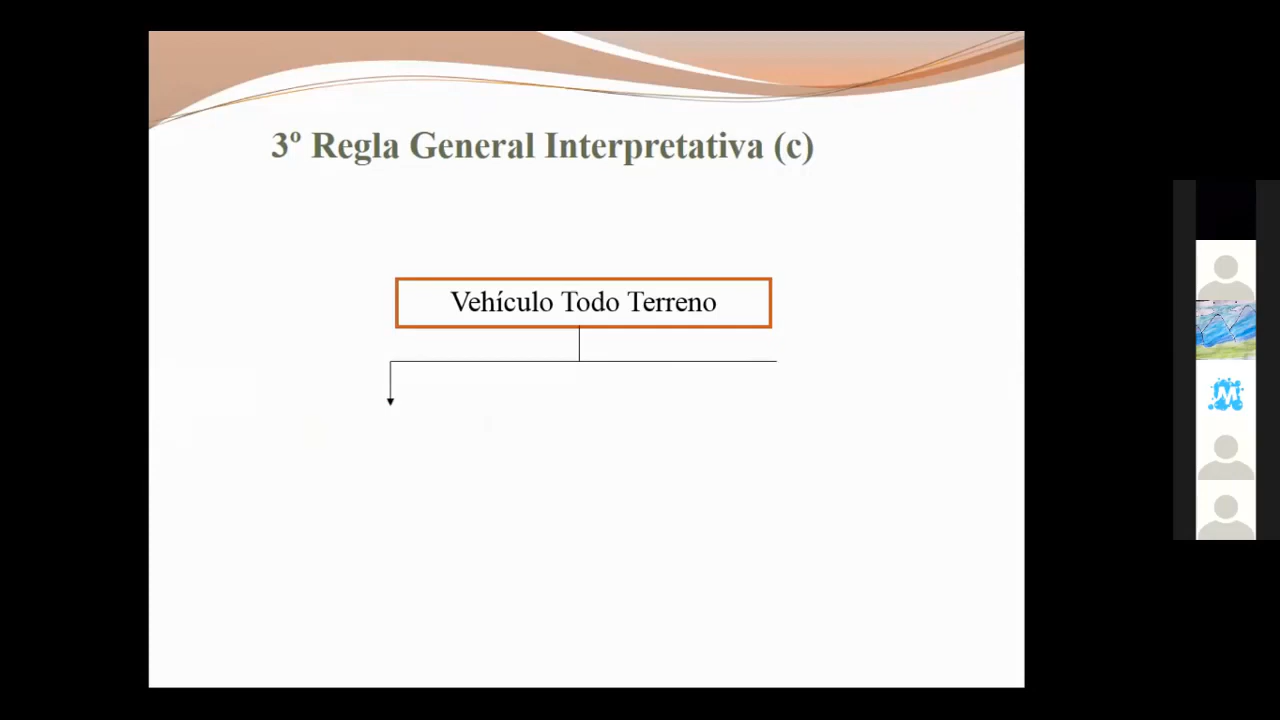 3º Regla General Interpretativa (c)
Vehículo Todo Terreno